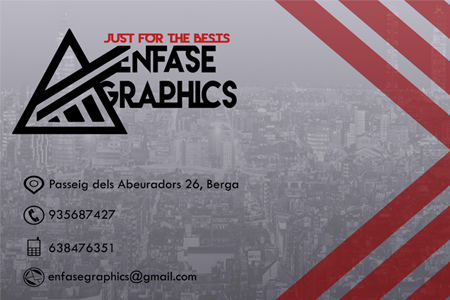 JUST FOR THE BESTS
ENFASE
GRAPHICS
Passeig dels Abeuradors 26, Berga
935687427
638476351
enfasegraphics@gmail.com